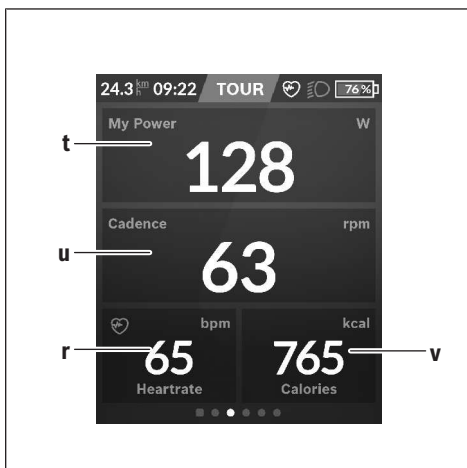 24.3 km/h 09:22 TOUR 76 %
My Power W
t
128
Cadence rpm
u
63
bpm kcal
r 65 765 v
Heartrate Calories